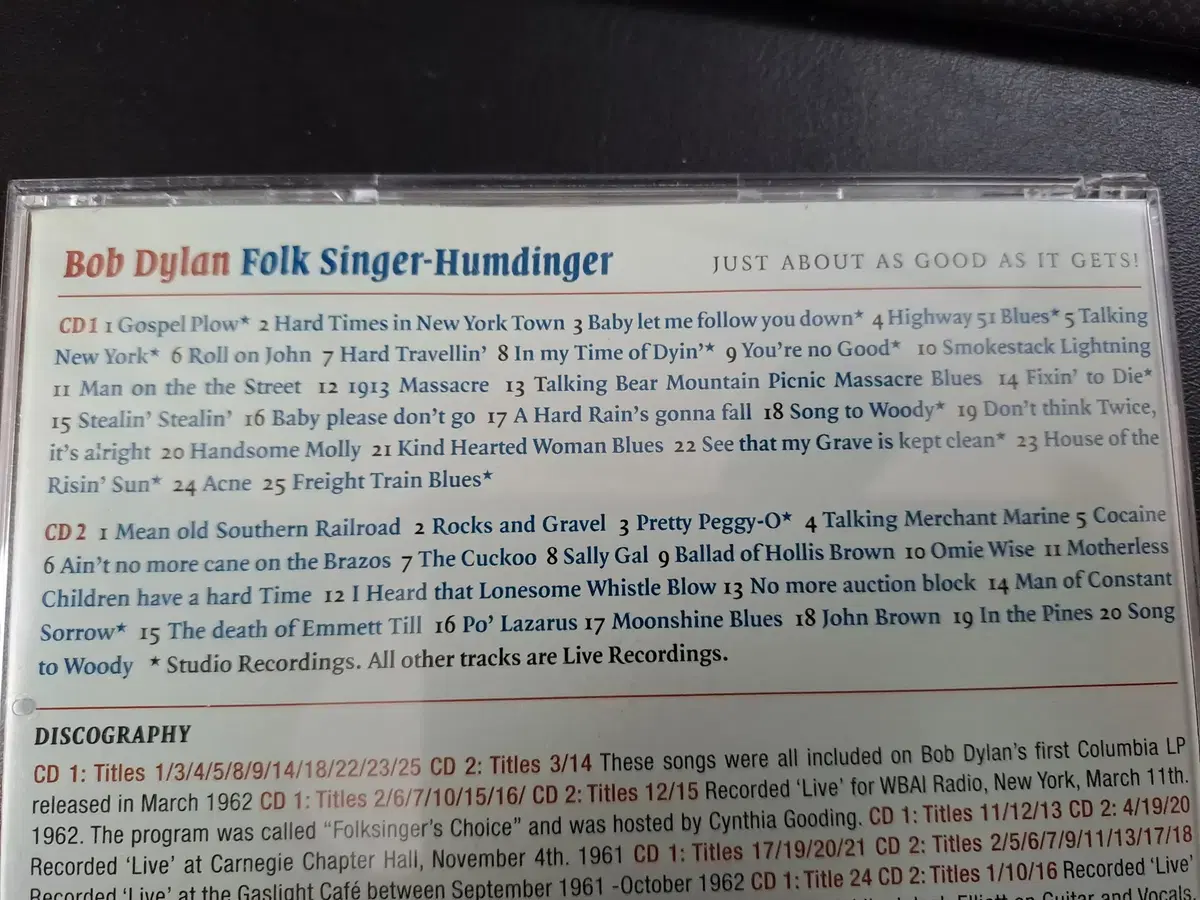 Bob Dylan Folk Singer-Humdinger JUST ABOUT AS GOOD AS IT GETS!
CD1 1 Gospel Plow* 2 Hard Times in New York Town 3 Baby let me follow you down* 4 Highway 51 Blues* 5 Talking
New York* 6 Roll on John 7 Hard Travellin' 8 In my Time of Dyin'* 9 You're no Good* 10 Smokestack Lightning
11 Man on the the Street 12 1913 Massacre 13 Talking Bear Mountain Picnic Massacre Blues 14 Fixin' to Die*
15 Stealin' Stealin' 16 Baby please don't go 17 A Hard Rain's gonna fall 18 Song to Woody* 19 Don't think Twice,
it's alright 20 Handsome Molly 21 Kind Hearted Woman Blues 22 See that my Grave is kept clean* 23 House of the
Risin' Sun* 24 Acne 25 Freight Train Blues*
CD 2 1 Mean old Southern Railroad 2 Rocks and Gravel 3 Pretty Peggy-O* 4 Talking Merchant Marine 5 Cocaine
6 Ain't no more cane on the Brazos 7 The Cuckoo 8 Sally Gal 9 Ballad of Hollis Brown 10 Omie Wise 11 Motherless
Children have a hard Time 12 I Heard that Lonesome Whistle Blow 13 No more auction block 14 Man of Constant
Sorrow* 15 The death of Emmett Till 16 Po' Lazarus 17 Moonshine Blues 18 John Brown 19 In the Pines 20 Song
to Woody * Studio Recordings. All other tracks are Live Recordings.
DISCOGRAPHY
CD 1: Titles 1/3/4/5/8/9/14/18/22/23/25 CD 2: Titles 3/14 These songs were all included on Bob Dylan's first Columbia LP
released in March 1962 CD 1: Titles 2/6/7/10/15/16/ CD 2: Titles 12/15 Recorded 'Live' for WBAI Radio, New York, March 11th.
1962. The program was called "Folksinger's Choice" and was hosted by Cynthia Gooding. CD 1: Titles 11/12/13 CD 2: 4/19/20
Recorded 'Live' at Carnegie Chapter Hall, November 4th. 1961 CD 1: Titles 17/19/20/21 CD 2: Titles 2/5/6/7/9/11/13/17/18
Recorded 'Live' at the Gaslight Café between September 1961 -October 1962 CD 1: Title 24 CD 2: Titles 1/10/16 Recorded 'Live'
Elliott on Guitar and Vocals.